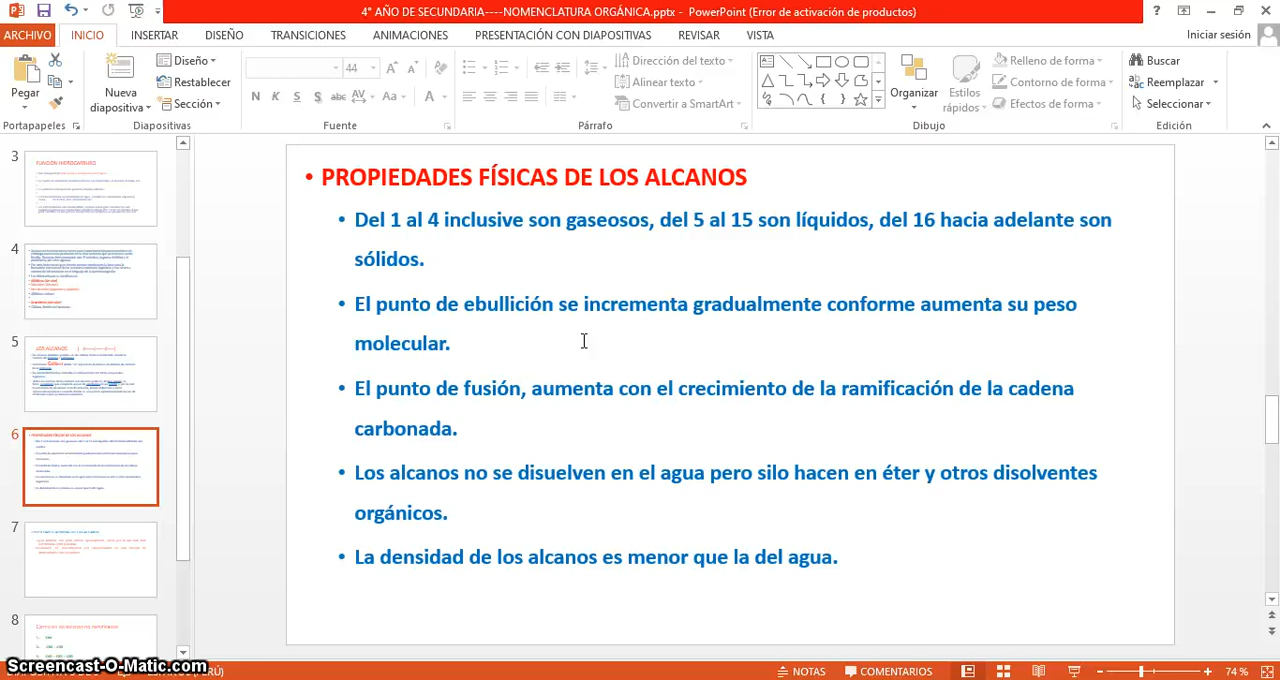 4° AÑO DE SECUNDARIA----NOMENCLATURA ORGÁNICA.pptx - PowerPoint (Error de activación de productos)
ARCHIVO INICIO INSERTAR DISEÑO TRANSICIONES ANIMACIONES PRESENTACIÓN CON DIAPOSITIVAS REVISAR VISTA Iniciar sesión
Pegar
Nueva
diapositiva
Diseño
Restablecer
Sección
44
N K S S abc AV Aa A
Dirección del texto
Alinear texto
Convertir a SmartArt
Organizar
Estilos
rápidos
Relleno de forma
Contorno de forma
Efectos de forma
Buscar
Reemplazar
Seleccionar
Portapapeles Diapositivas Fuente Párrafo Dibujo Edición
3
FUNCIÓN HIDROCARBURO
4
5
LOS ALCANOS
6
7
8
• PROPIEDADES FÍSICAS DE LOS ALCANOS
• Del 1 al 4 inclusive son gaseosos, del 5 al 15 son líquidos, del 16 hacia adelante son
sólidos.
• El punto de ebullición se incrementa gradualmente conforme aumenta su peso
molecular.
• El punto de fusión, aumenta con el crecimiento de la ramificación de la cadena
carbonada.
• Los alcanos no se disuelven en el agua pero silo hacen en éter y otros disolventes
orgánicos.
• La densidad de los alcanos es menor que la del agua.
Screencast-O-Matic.com
NOTAS COMENTARIOS 74 %